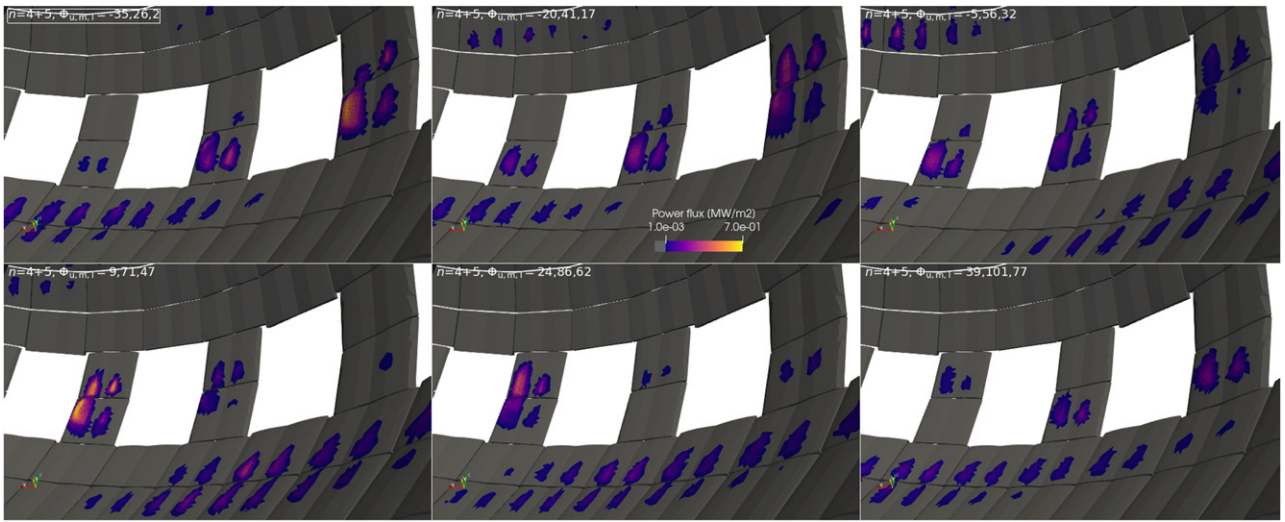 n=4+5, Φu,m,l = -35,26,2
n=4+5, Φu,m,l = -20,41,17
n=4+5, Φu,m,l = -5,56,32
Power flux (MW/m2)
1.0e-03 7.0e-01
n=4+5, Φu,m,l = 9,71,47
n=4+5, Φu,m,l = 24,86,62
n=4+5, Φu,m,l = 39,101,77